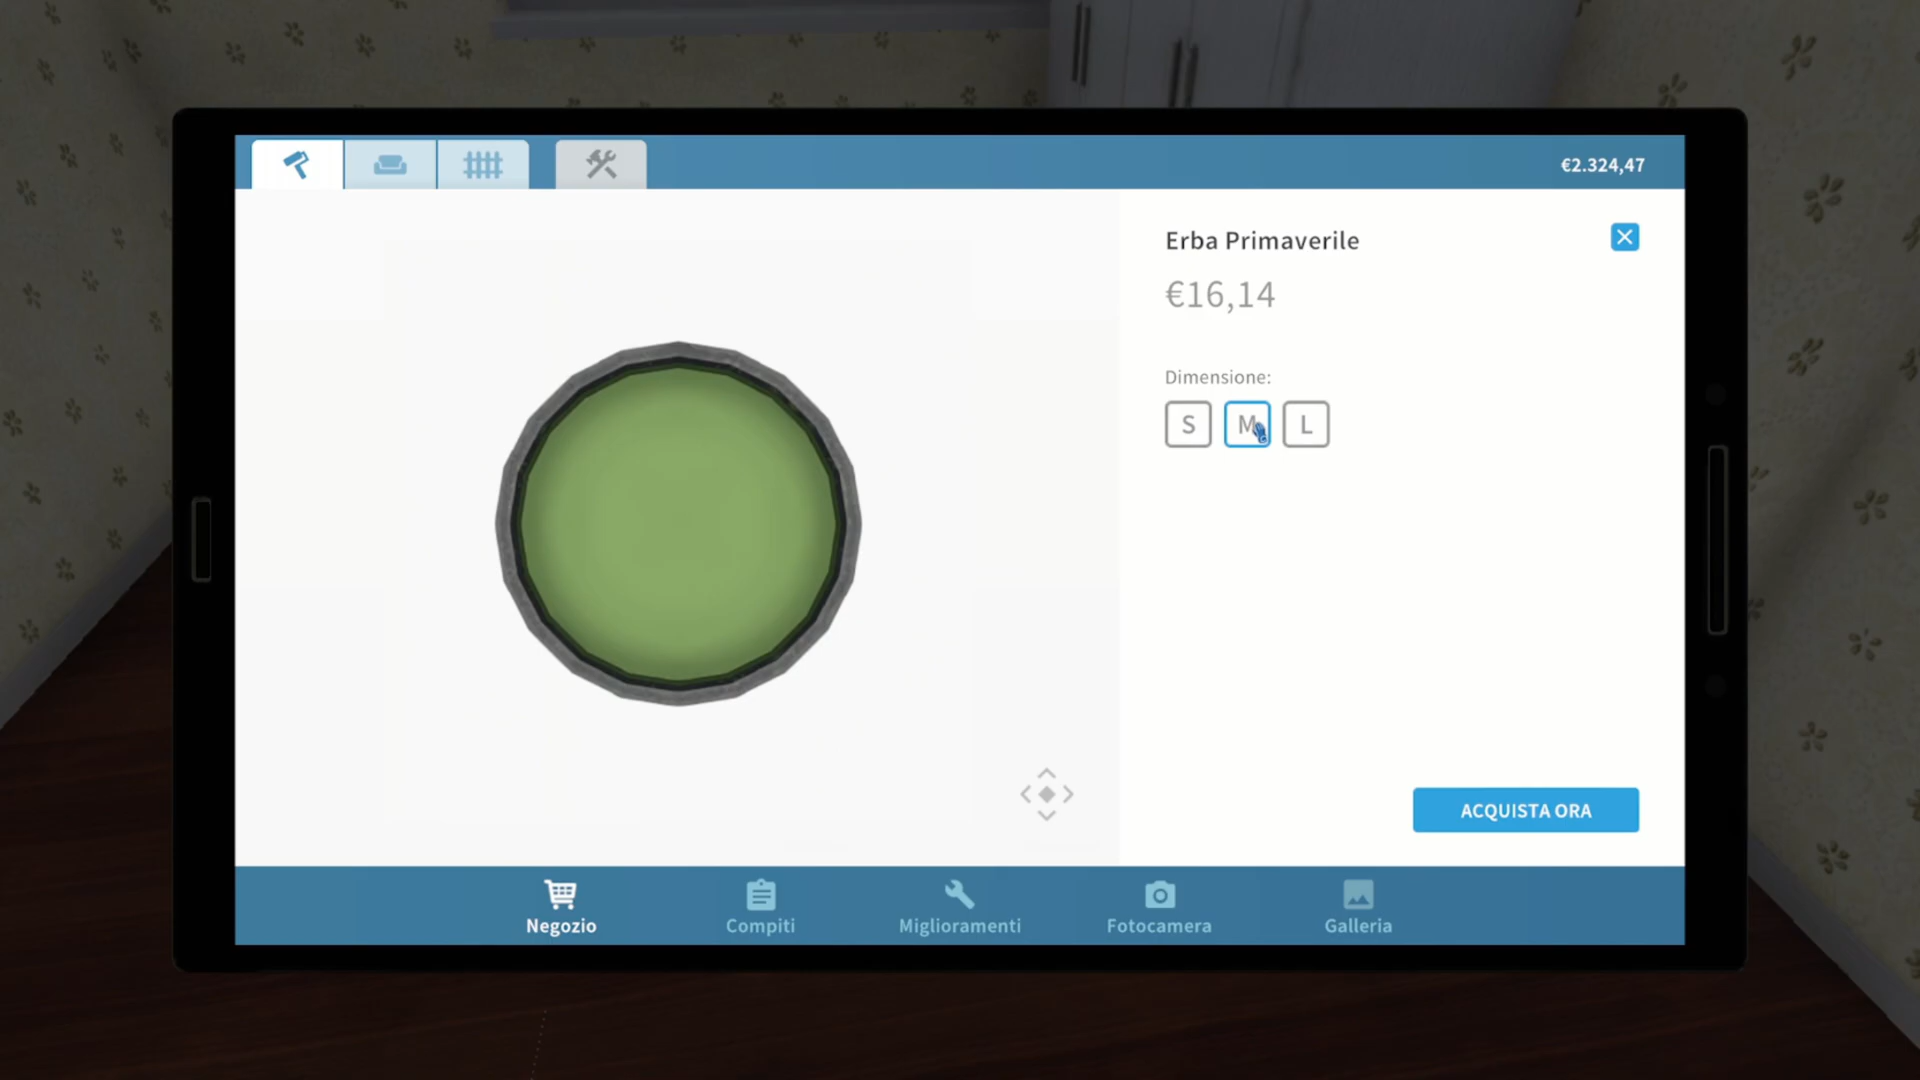 €2.324,47
Erba Primaverile
€16,14
Dimensione:
S M L
ACQUISTA ORA
Negozio Compiti Miglioramenti Fotocamera Galleria